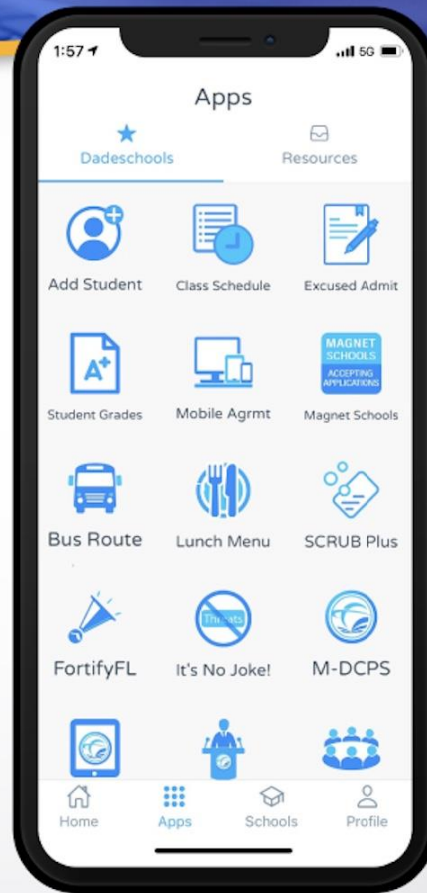 1:57
5G
Apps
Dadeschools
Resources
Add Student
Class Schedule
Excused Admit
A+
MAGNET
SCHOOLS
ACCEPTING
APPLICATIONS
Student Grades
Mobile Agrmt
Magnet Schools
Bus Route
Lunch Menu
SCRUB Plus
Threats
FortifyFL
It's No Joke!
M-DCPS
Home
Apps
Schools
Profile